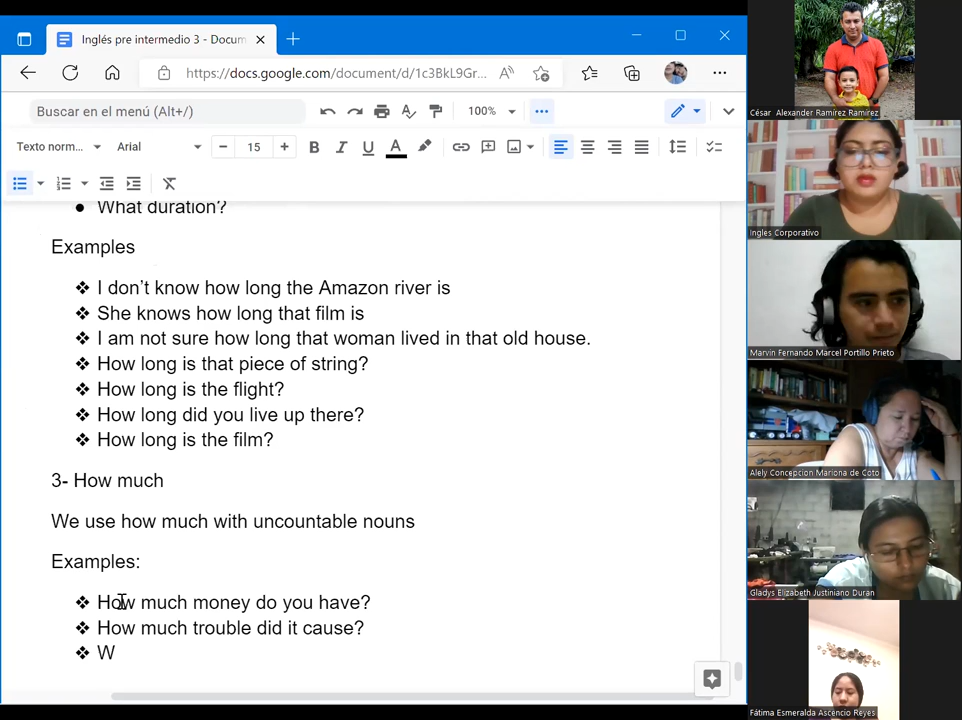 Inglés pre intermedio 3 - Docum
https://docs.google.com/document/d/1c3BkL9Gr...
Buscar en el menú (Alt+/)
100%
Texto norm...
Arial
15
What duration?
Examples
❖ I don’t know how long the Amazon river is
❖ She knows how long that film is
❖ I am not sure how long that woman lived in that old house.
❖ How long is that piece of string?
❖ How long is the flight?
❖ How long did you live up there?
❖ How long is the film?
3- How much
We use how much with uncountable nouns
Examples:
❖ How much money do you have?
❖ How much trouble did it cause?
❖ W
César Alexander Ramírez Ramírez
Ingles Corporativo
Marvin Fernando Marcel Portillo Prieto
Alely Concepcion Mariona de Coto
Gladys Elizabeth Justiniano Duran
Fátima Esmeralda Ascencio Reyes